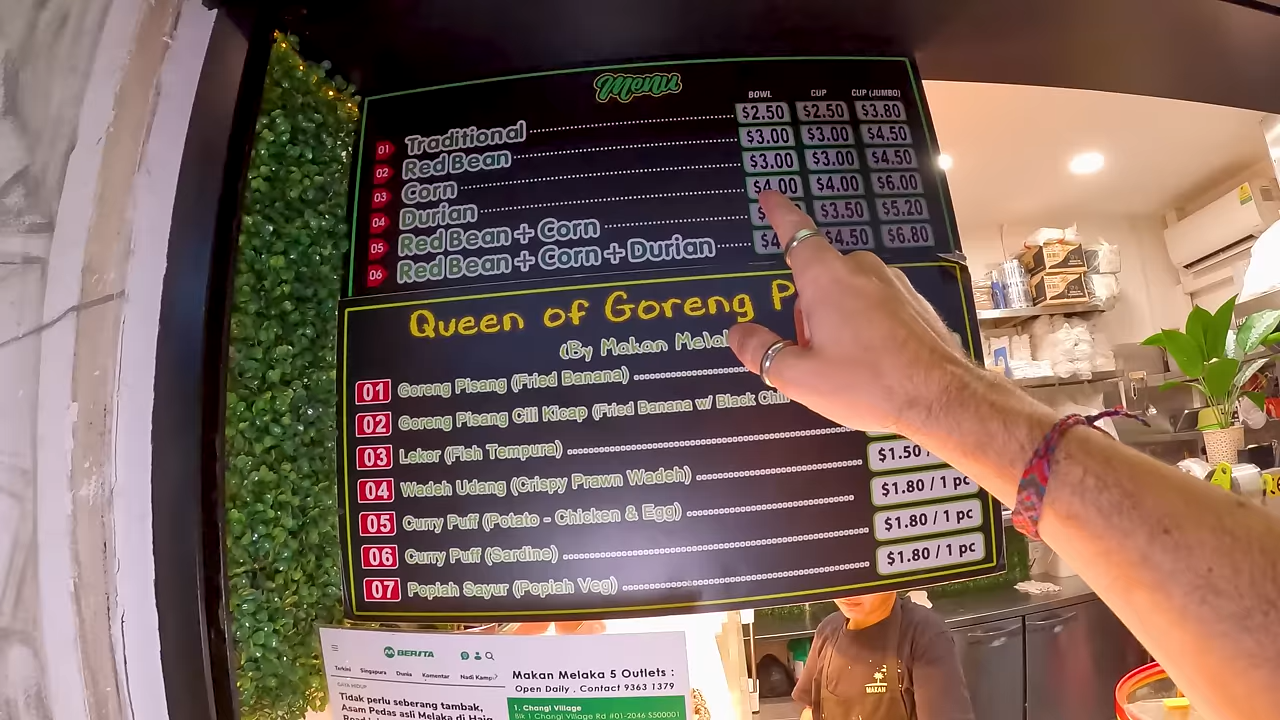 Menu
BOWL CUP CUP (JUMBO)
01 Traditional $2.50 $2.50 $3.80
02 Red Bean $3.00 $3.00 $4.50
03 Corn $3.00 $3.00 $4.50
04 Durian $4.00 $4.00 $6.00
05 Red Bean + Corn $3.50 $5.20
06 Red Bean + Corn + Durian $4.50 $6.80
Queen of Goreng
(By Makan
01 Goreng Pisang (Fried Banana)
02 Goreng Pisang Cili Kicap (Fried Banana w/ Black
03 Lekor (Fish Tempura) $1.50 /
04 Wadeh Udang (Crispy Prawn Wadeh) $1.80 / 1 pc
05 Curry Puff (Potato - Chicken & Egg) $1.80 / 1 pc
06 Curry Puff (Sardine) $1.80 / 1 pc
07 Popiah Sayur (Popiah Veg)
BERITA
Terkini Singapura Dunia Komentar Nadi
GAYA HIDUP
Tidak perlu seberang tambak,
Asam Pedas asli Melaka di Haig
Makan Melaka 5 Outlets :
Open Daily , Contact 9363 1379
1. Changi Village
Blk 1 Changi Village Rd #01-2046 S500001
MAKAN